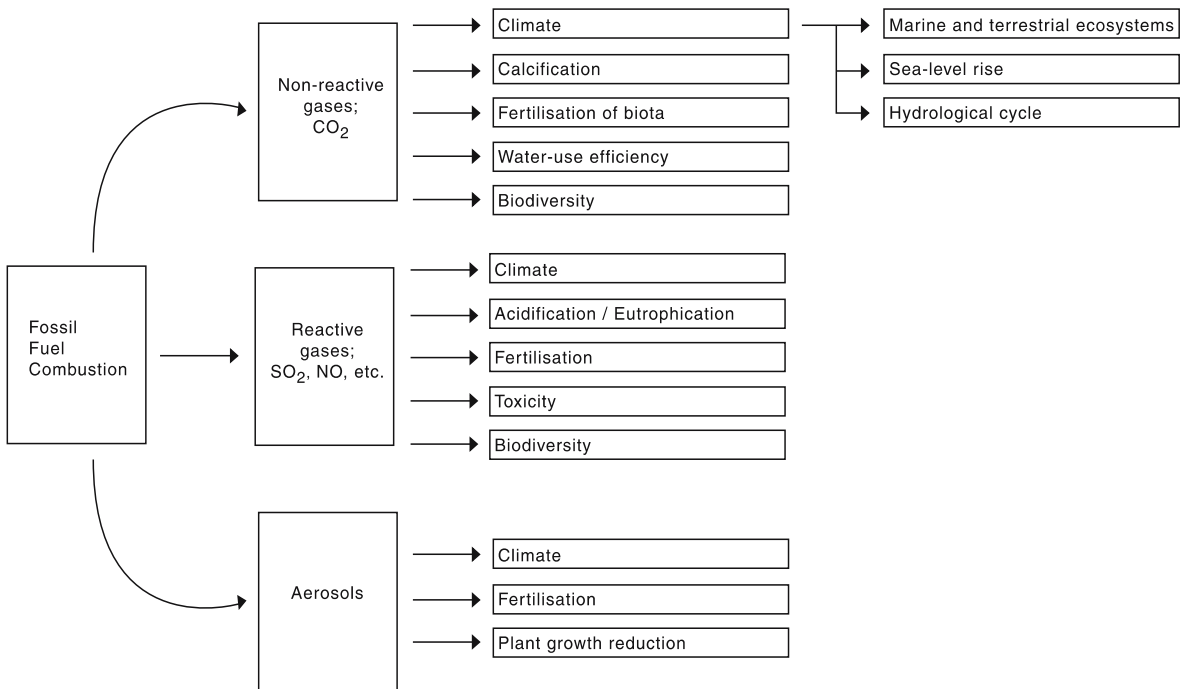 Fossil
Fuel
Combustion
Non-reactive
gases;
CO2
Climate
Calcification
Fertilisation of biota
Water-use efficiency
Biodiversity
Marine and terrestrial ecosystems
Sea-level rise
Hydrological cycle
Reactive
gases;
SO2, NO, etc.
Climate
Acidification / Eutrophication
Fertilisation
Toxicity
Biodiversity
Aerosols
Climate
Fertilisation
Plant growth reduction